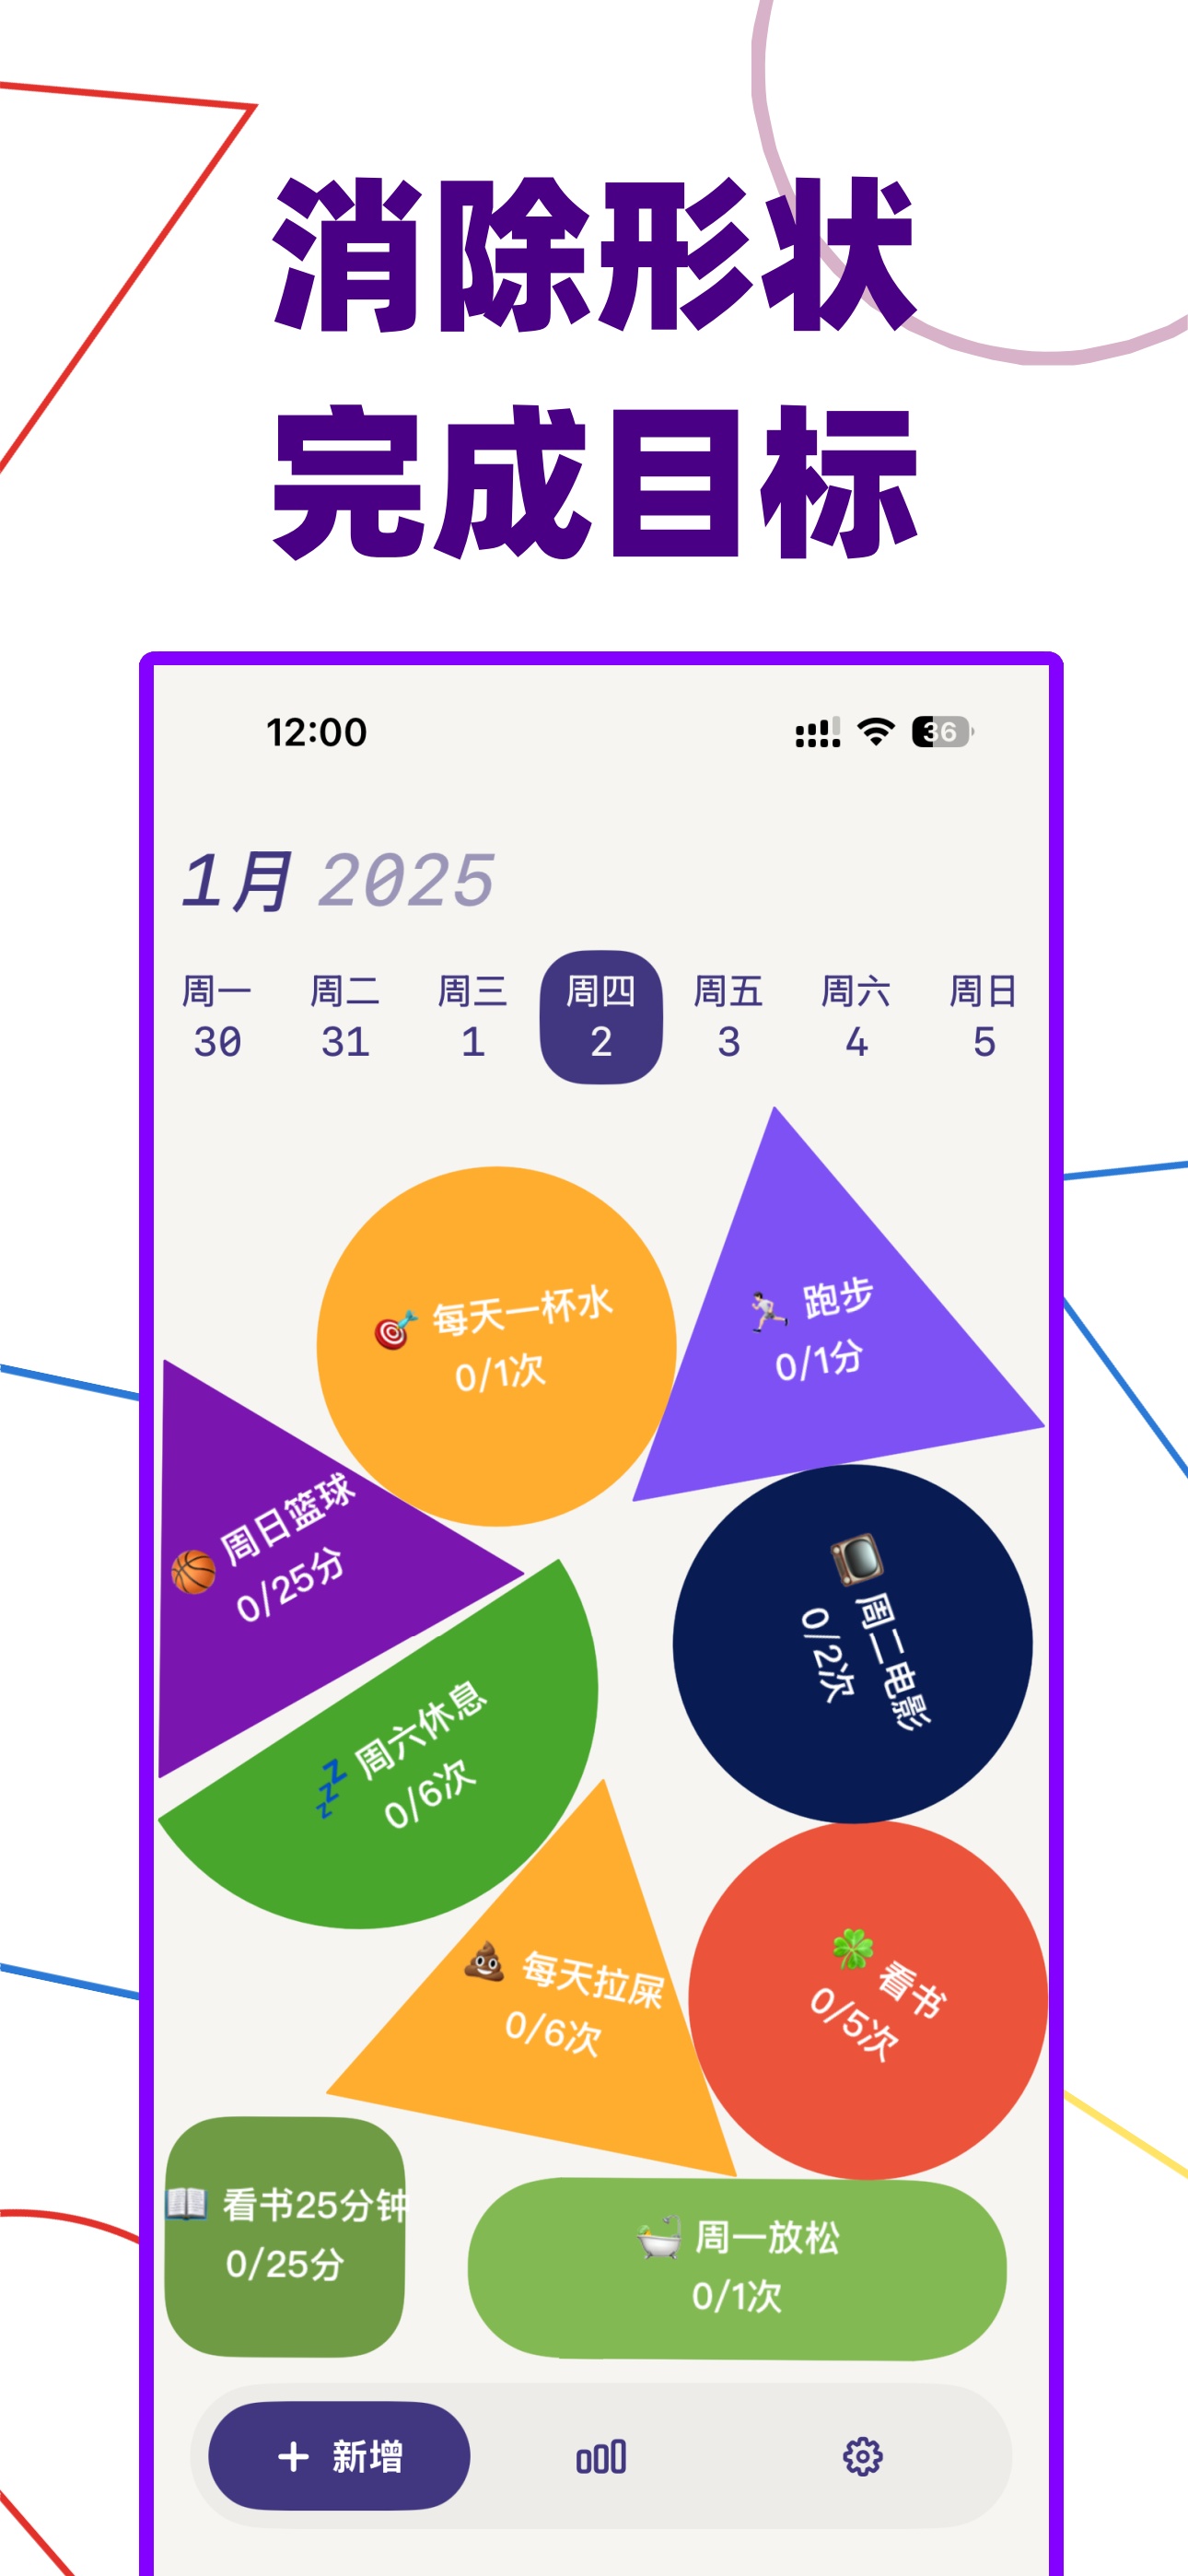 消除形状
完成目标
12:00
36
1月 2025
周一 周二 周三 周四 周五 周六 周日
30 31 1 2 3 4 5
每天一杯水
0/1次
跑步
0/1分
周日篮球
0/25分
周二电影
0/2次
周六休息
0/6次
每天拉屎
0/6次
看书
0/5次
看书25分钟
0/25分
周一放松
0/1次
+ 新增